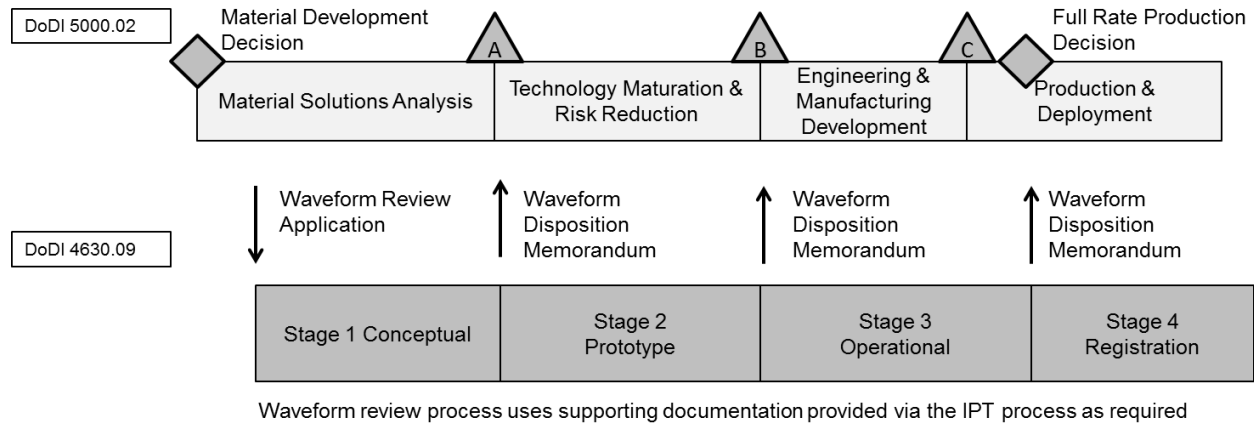 DoDI 5000.02
Material Development
Decision
A
B
C
Full Rate Production
Decision
Material Solutions Analysis
Technology Maturation &
Risk Reduction
Engineering &
Manufacturing
Development
Production &
Deployment
Waveform Review
Application
Waveform
Disposition
Memorandum
Waveform
Disposition
Memorandum
Waveform
Disposition
Memorandum
DoDI 4630.09
Stage 1 Conceptual
Stage 2
Prototype
Stage 3
Operational
Stage 4
Registration
Waveform review process uses supporting documentation provided via the IPT process as required